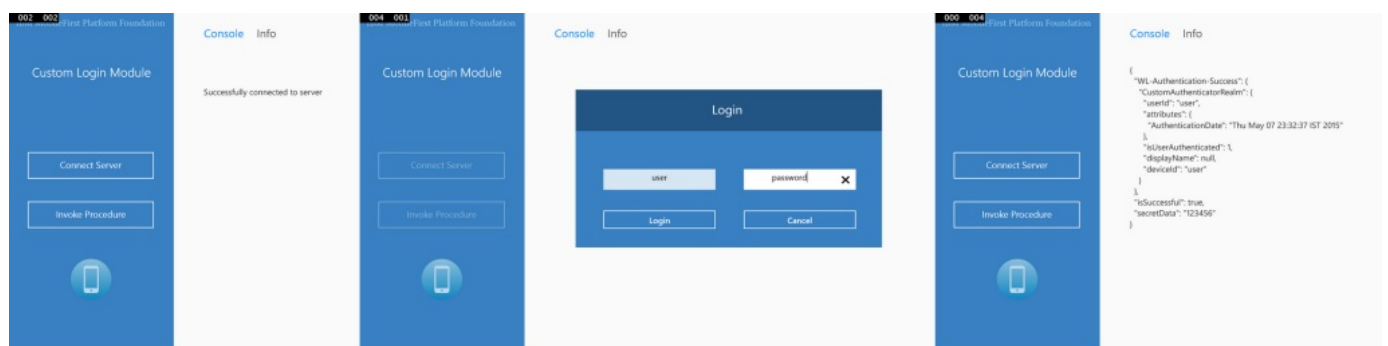 002 002
First Platform Foundation
Console Info
Custom Login Module
Successfully connected to server
Connect Server
Invoke Procedure
004 001
First Platform Foundation
Console Info
Custom Login Module
Connect Server
Invoke Procedure
Login
user
password
Login Cancel
000 004
First Platform Foundation
Console Info
Custom Login Module
Connect Server
Invoke Procedure
{
"WL-Authentication-Success": {
"CustomAuthenticatorRealm": {
"userId": "user",
"attributes": {
"AuthenticationDate": "Thu May 07 23:32:37 IST 2015"
},
"isUserAuthenticated": 1,
"displayName": null,
"deviceId": "user"
}
},
"isSuccessful": true,
"secretData": "123456"
}